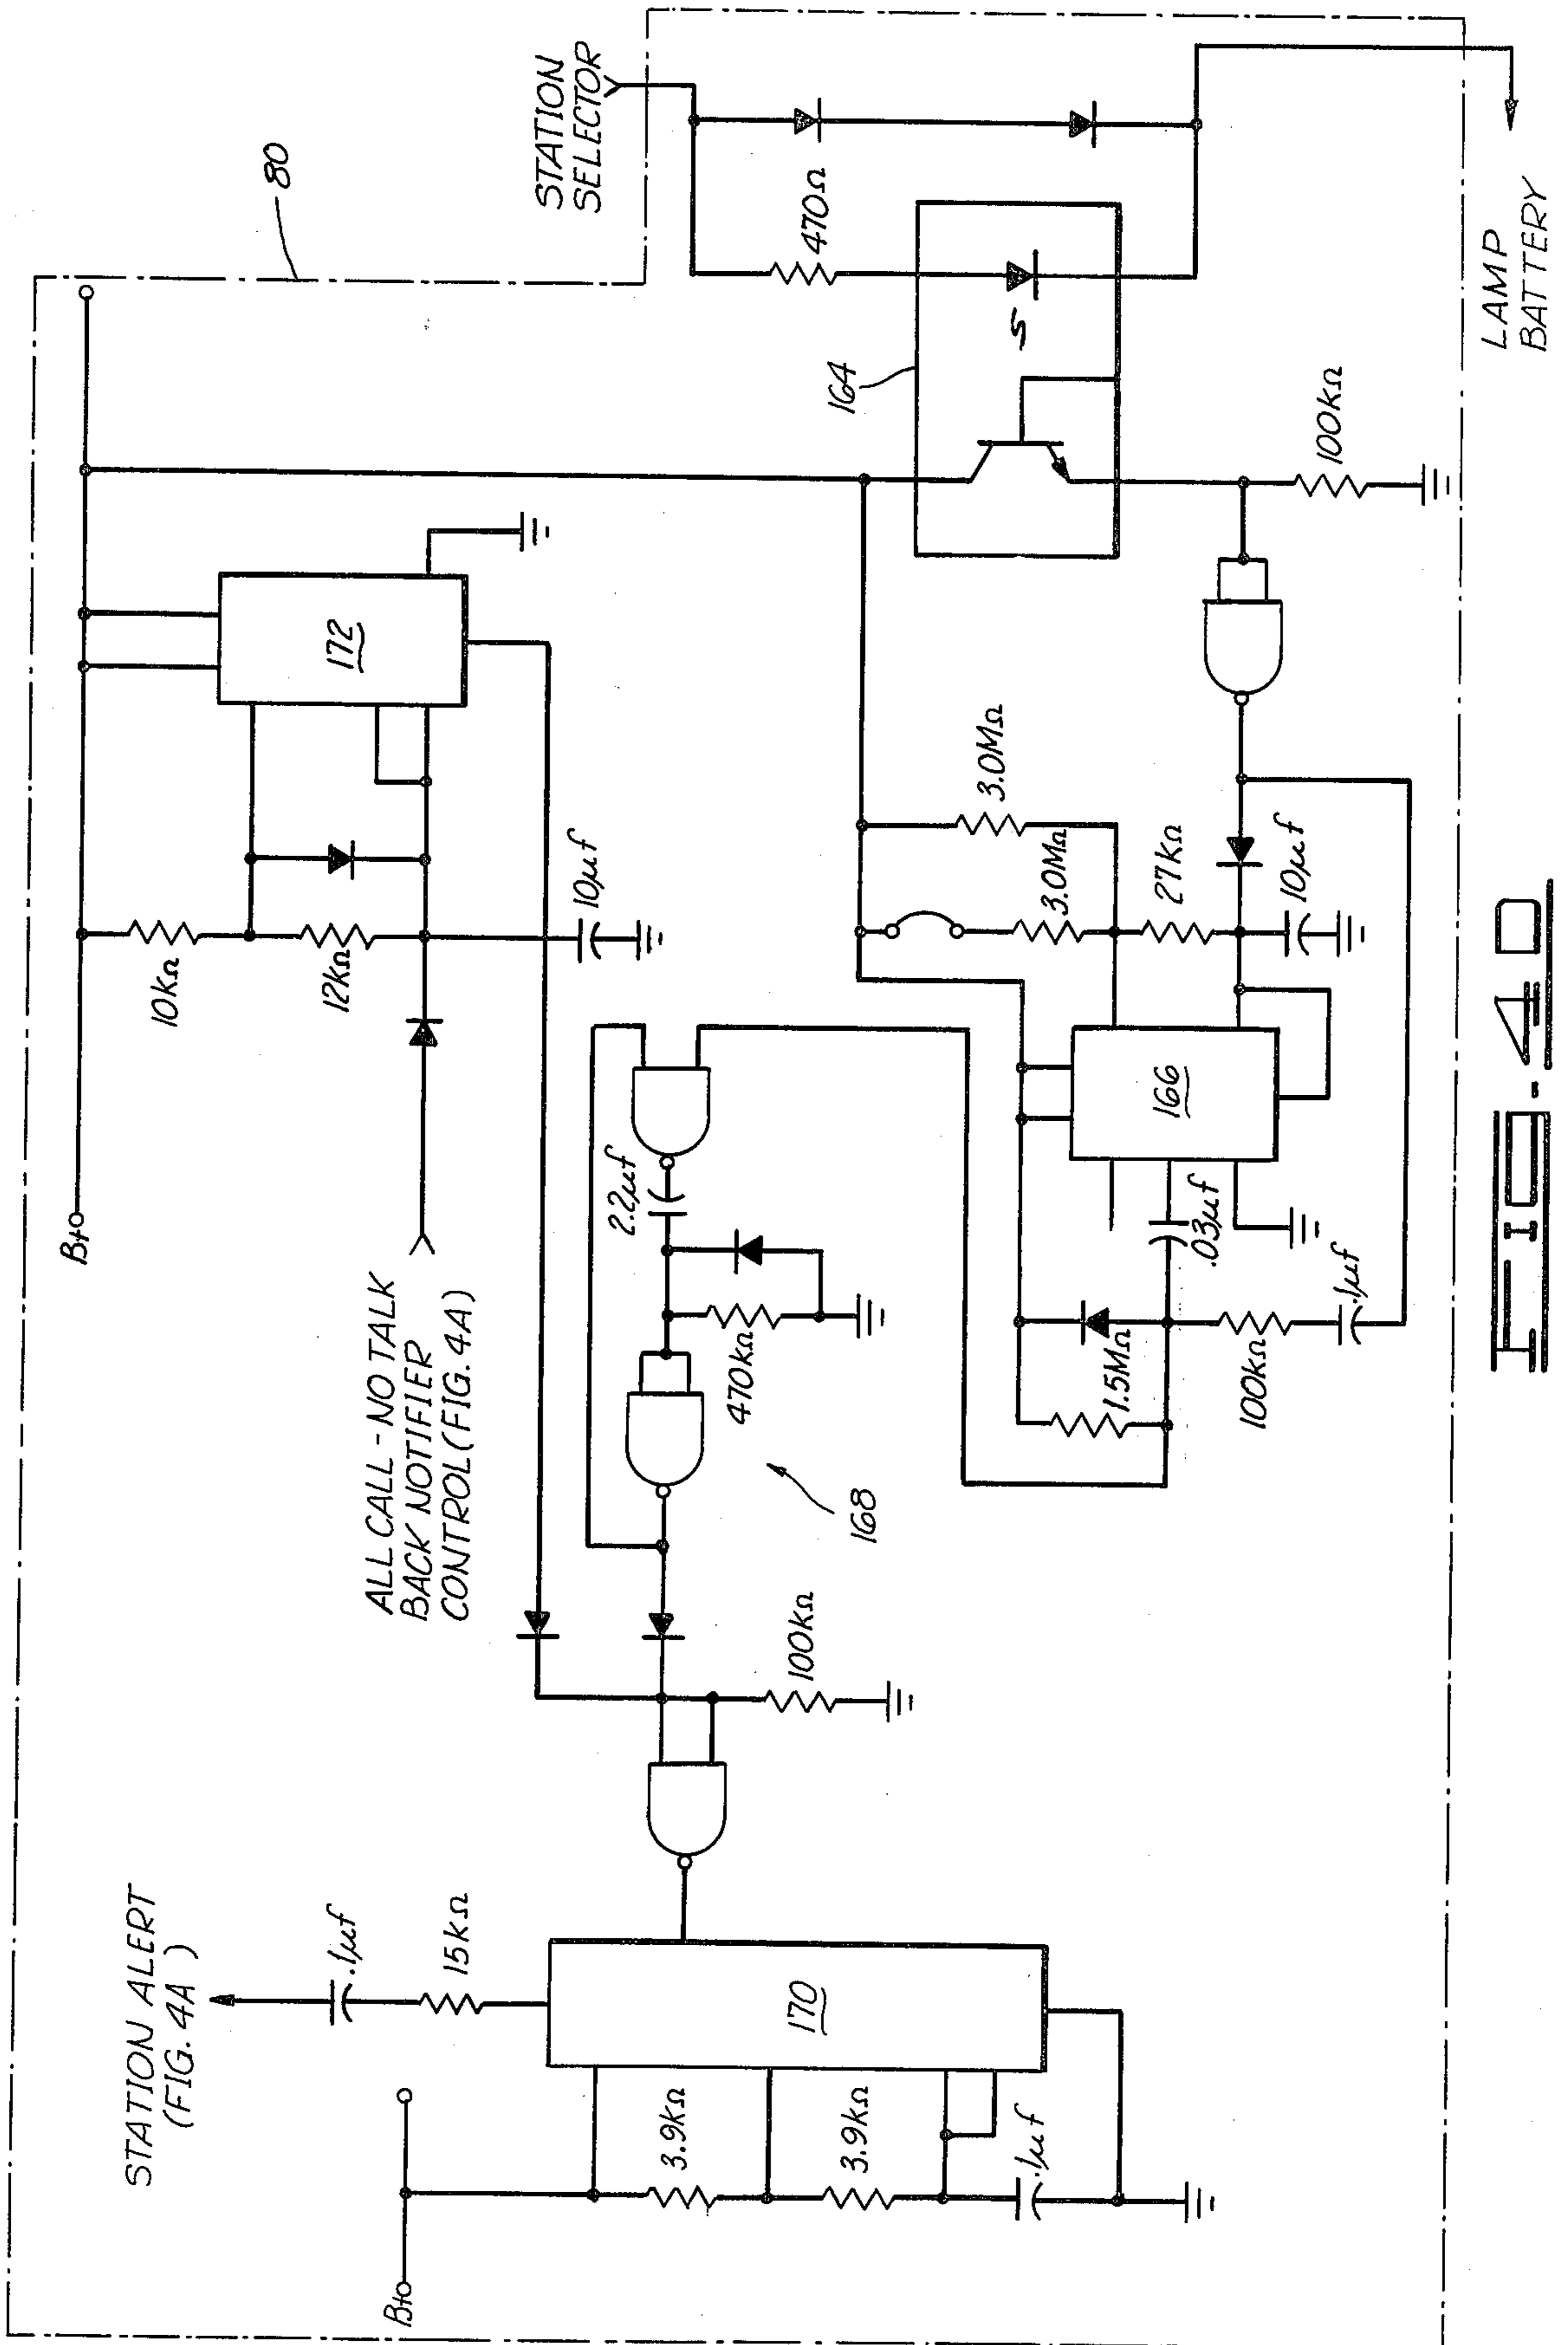 STATION ALERT
(FIG. 4A)
B+
.1µf
15KΩ
170
3.9KΩ
3.9KΩ
.1µf
B+
ALL CALL - NO TALK
BACK NOTIFIER
CONTROL (FIG. 4A)
10KΩ
12KΩ
10µf
172
80
STATION
SELECTOR
470Ω
164
5
100KΩ
168
470KΩ
2.2µf
100KΩ
3.0MΩ
3.0MΩ
27KΩ
10µf
166
.03µf
1.5MΩ
100KΩ
.1µf
100KΩ
LAMP
BATTERY
FIG-4D